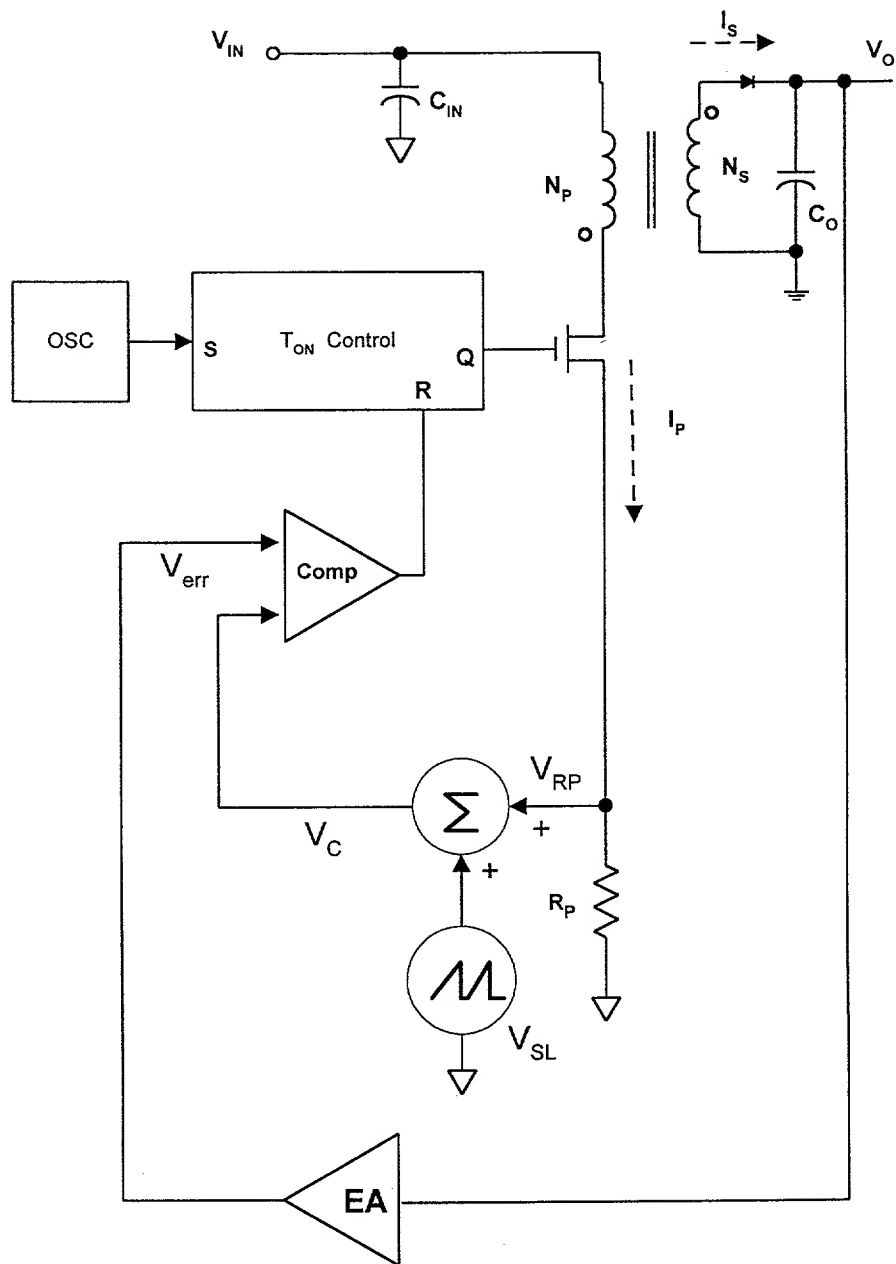 I_S
V_IN
V_O
C_IN
N_P
N_S
C_O
OSC
S
T_ON Control
Q
R
I_P
V_err
Comp
V_RP
Σ
+
V_C
+
R_P
V_SL
EA